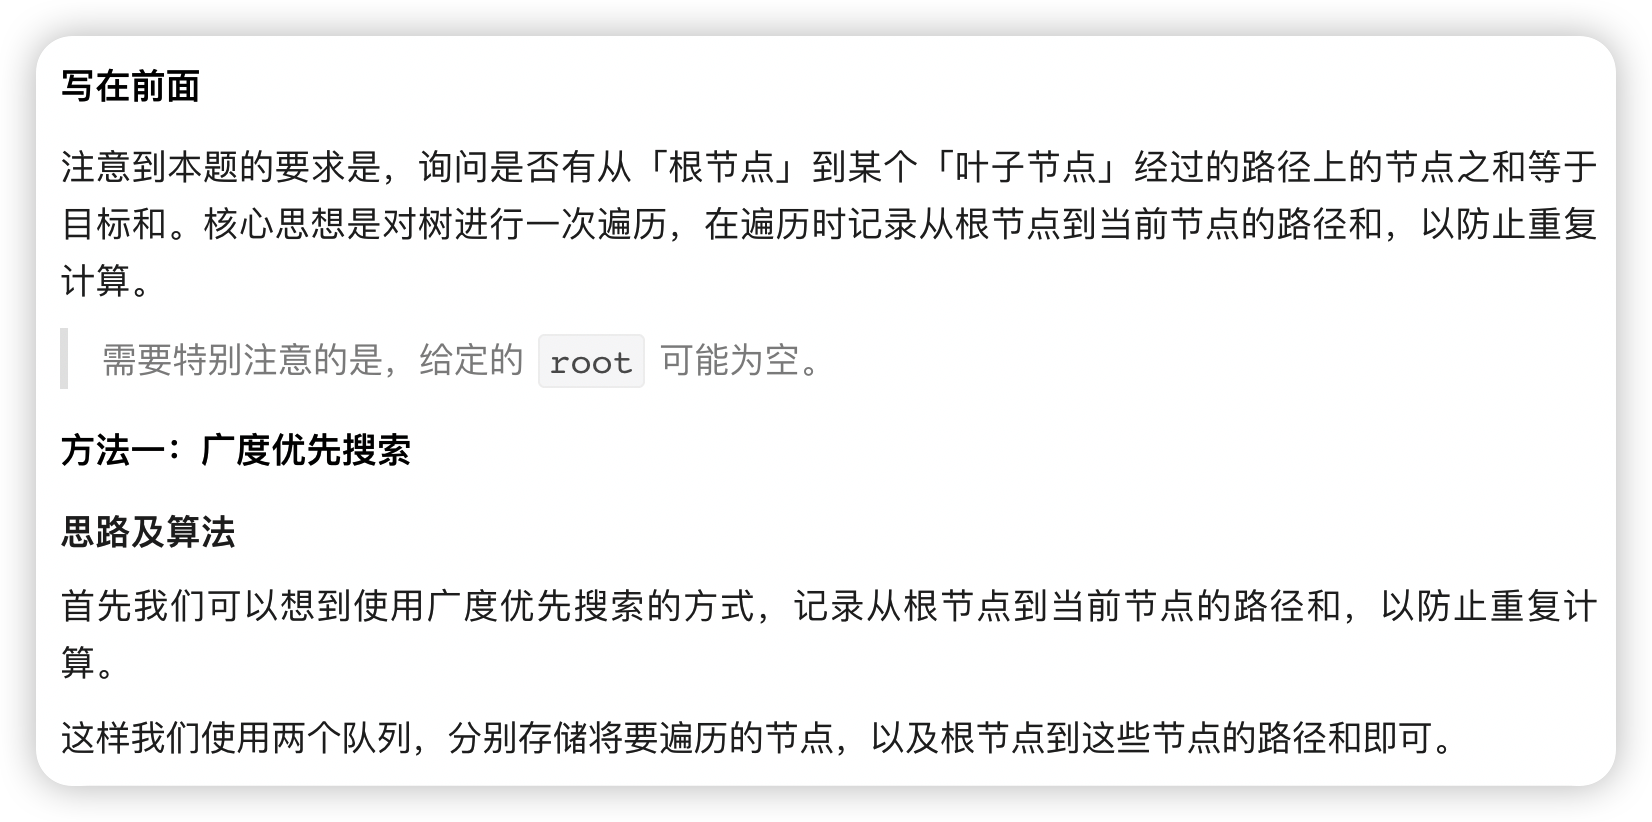 写在前面
注意到本题的要求是，询问是否有从「根节点」到某个「叶子节点」经过的路径上的节点之和等于
目标和。核心思想是对树进行一次遍历，在遍历时记录从根节点到当前节点的路径和，以防止重复
计算。
需要特别注意的是，给定的 root 可能为空。
方法一：广度优先搜索
思路及算法
首先我们可以想到使用广度优先搜索的方式，记录从根节点到当前节点的路径和，以防止重复计
算。
这样我们使用两个队列，分别存储将要遍历的节点，以及根节点到这些节点的路径和即可。